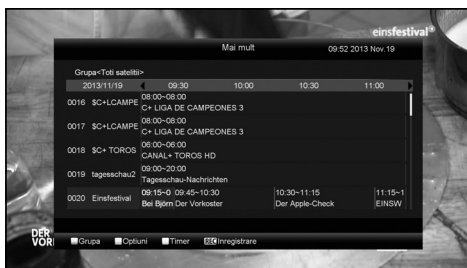 einsfestival
Mai mult 09:52 2013 Nov.19
Grupa<Toti satelitii>
2013/11/19 09:30 10:00 10:30 11:00
08:00~08:00
0016 $C+LCAMPE C+ LIGA DE CAMPEONES 3
08:00~08:00
0017 $C+LCAMPE C+ LIGA DE CAMPEONES 3
06:00~06:00
0018 $C+ TOROS CANAL+ TOROS HD
09:00~20:00
0019 tagesschau2 Tagesschau-Nachrichten
09:15~0 09:45~10:30 10:30~11:15 11:15~1
0020 Einsfestival Bei Björn Der Vorkoster Der Apple-Check EINSW
DER
VOR
Grupa Optiuni Timer REC Inregistrare